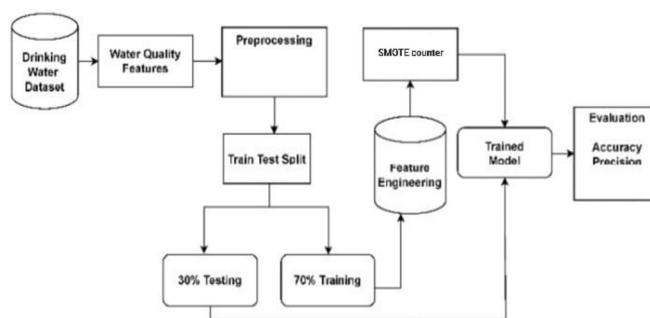 Drinking
Water
Dataset
Water Quality
Features
Preprocessing
Train Test Split
30% Testing
70% Training
Feature
Engineering
SMOTE counter
Trained
Model
Evaluation
Accuracy
Precision